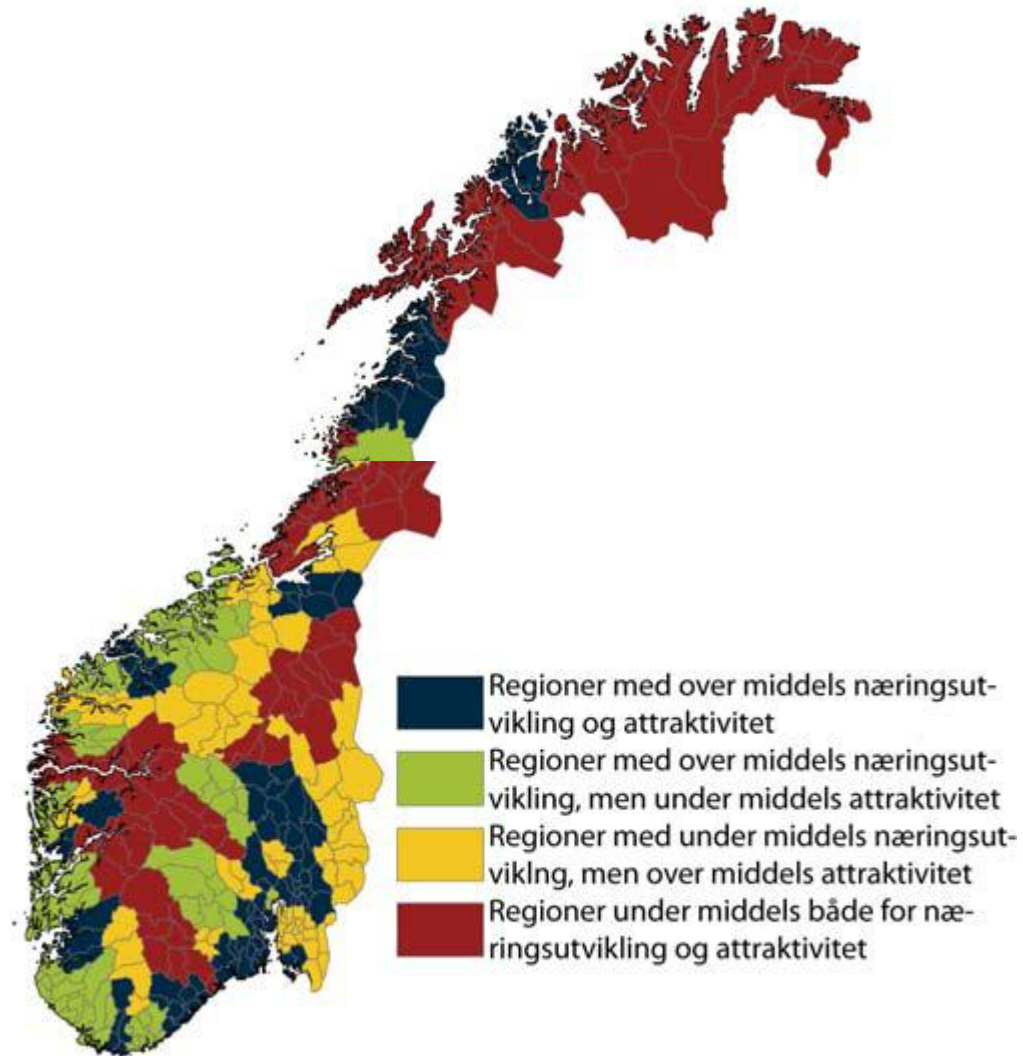 Regioner med over middels næringsut-
vikling og attraktivitet
Regioner med over middels næringsut-
vikling, men under middels attraktivitet
Regioner med under middels næringsut-
viklng, men over middels attraktivitet
Regioner under middels både for næ-
ringsutvikling og attraktivitet